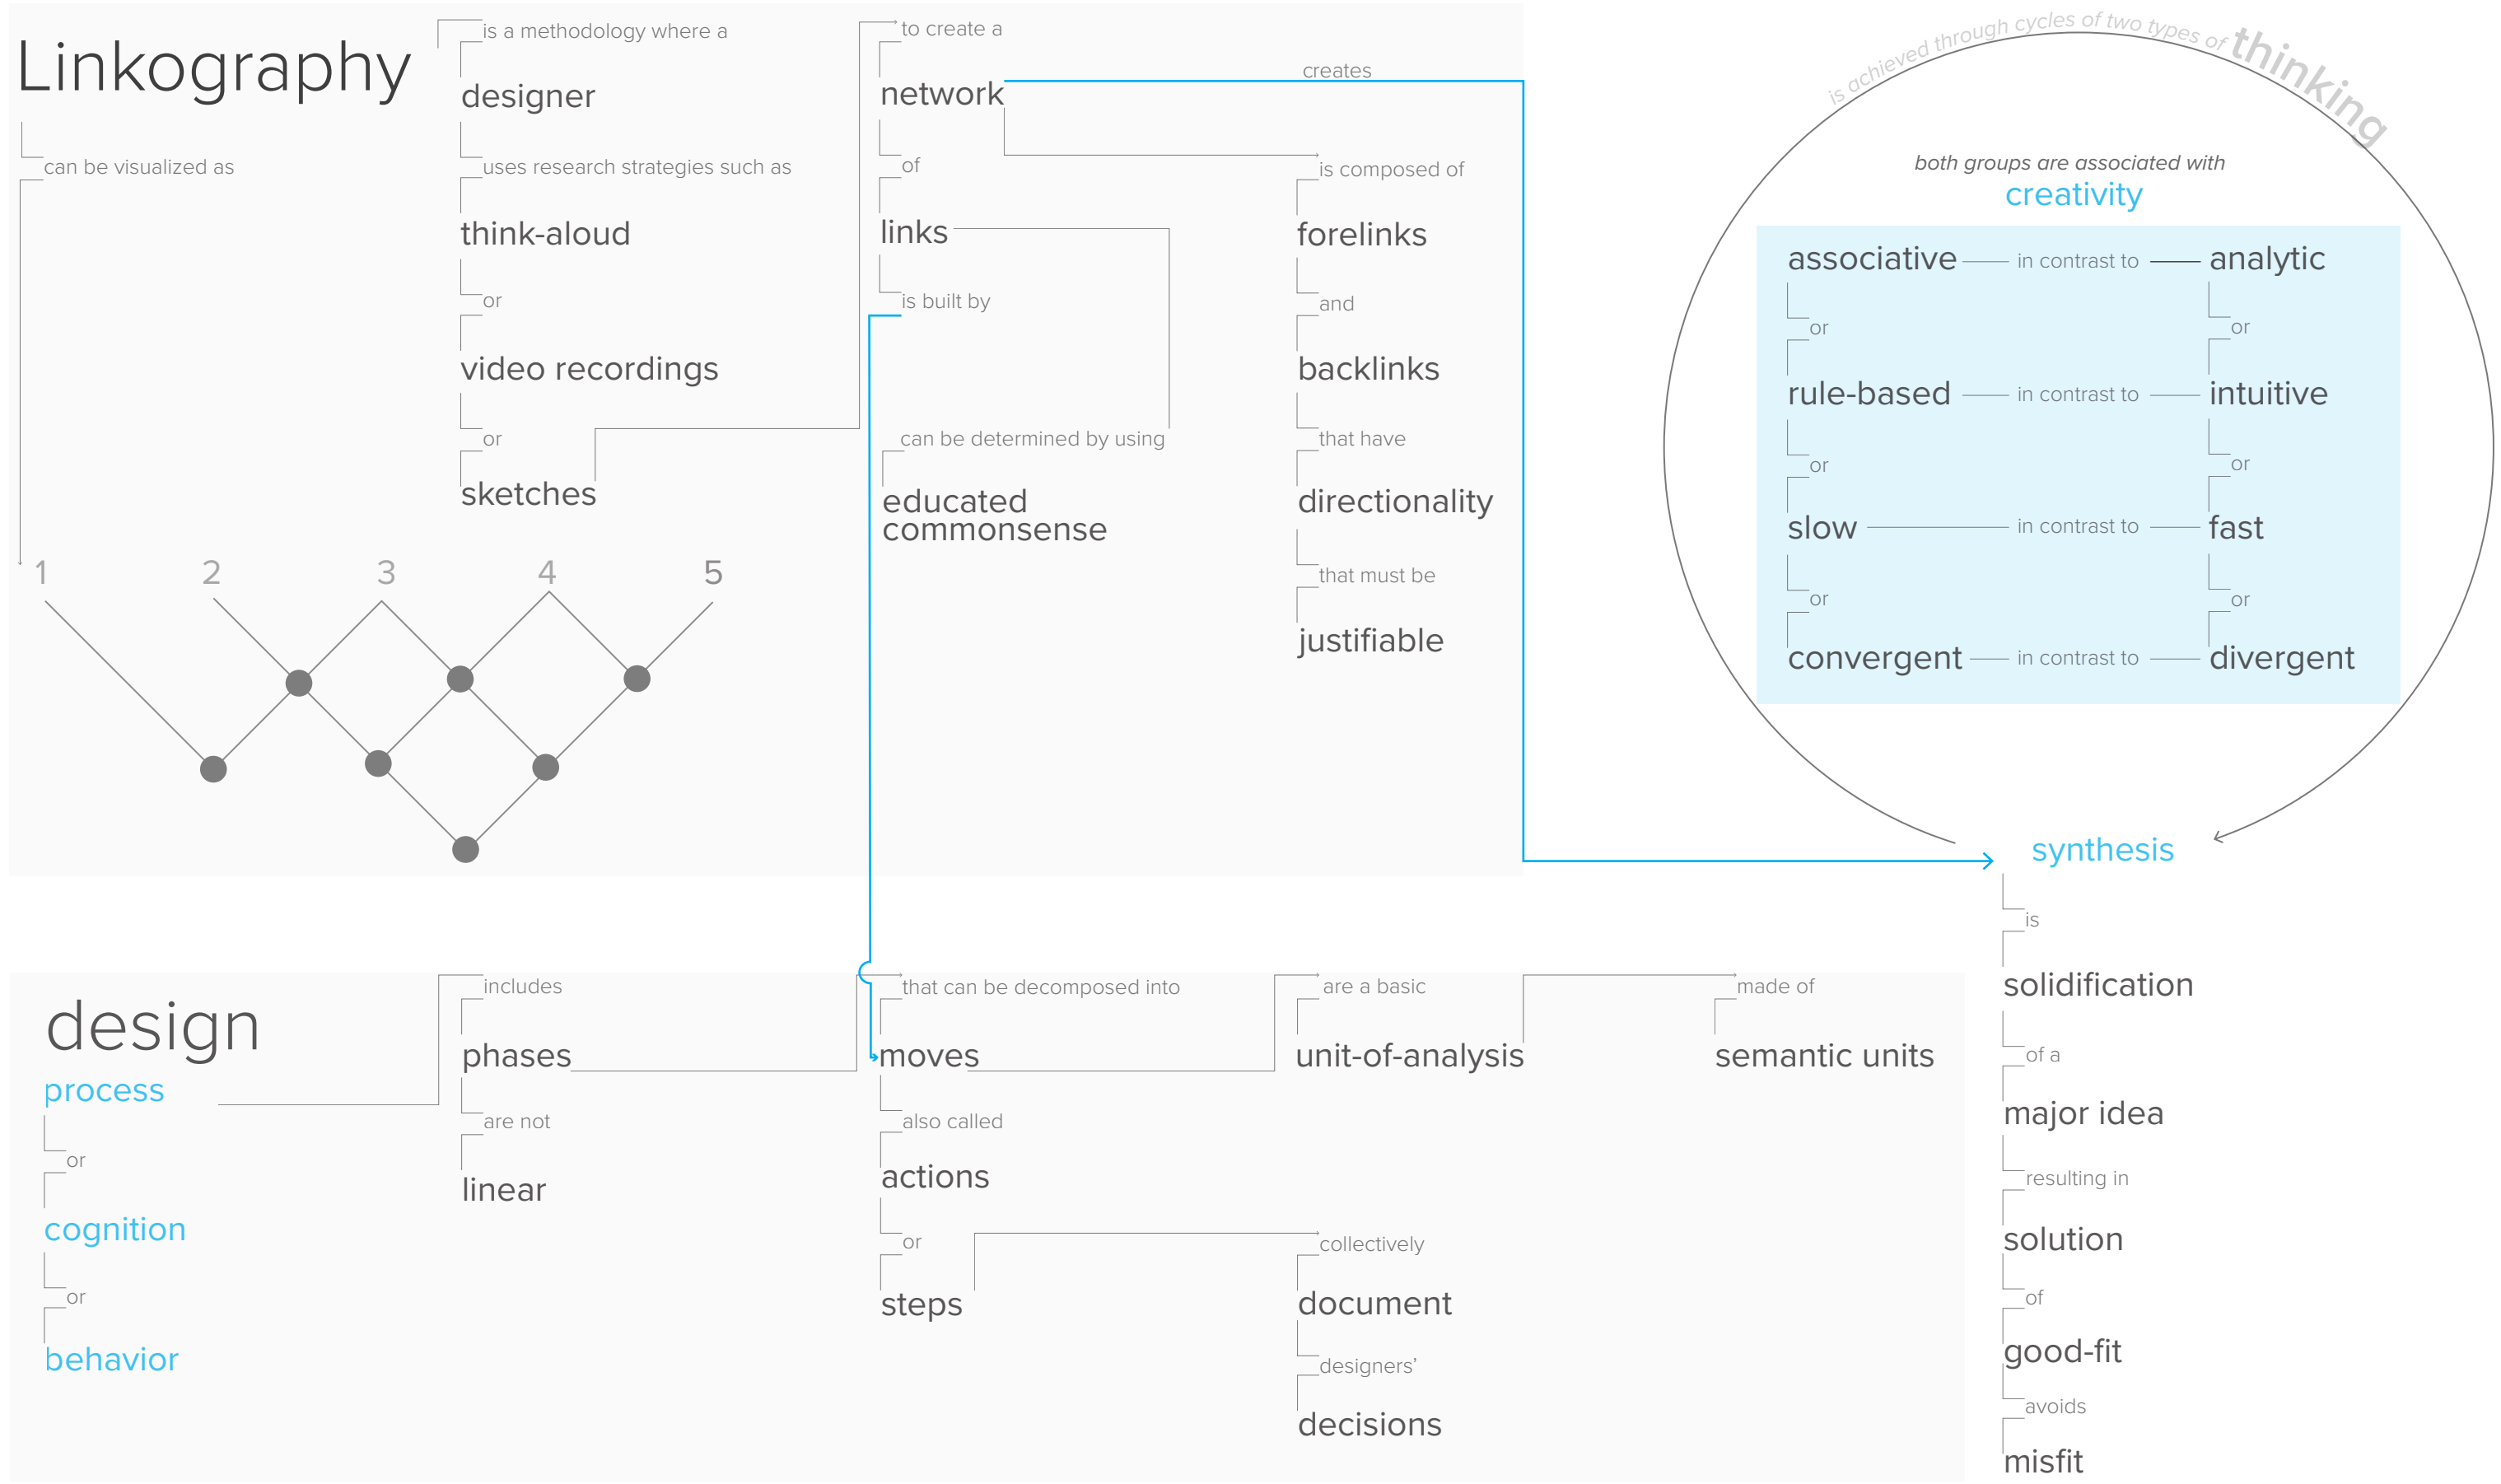 Linkography
can be visualized as
1 2 3 4 5
is a methodology where a
designer
uses research strategies such as
think-aloud
or
video recordings
or
sketches
to create a
network
of
links
is built by
can be determined by using
educated
commonsense
creates
is composed of
forelinks
and
backlinks
that have
directionality
that must be
justifiable
is achieved through cycles of two types of thinking
both groups are associated with
creativity
associative in contrast to analytic
or or
rule-based in contrast to intuitive
or or
slow in contrast to fast
or or
convergent in contrast to divergent
synthesis
is
solidification
of a
major idea
resulting in
solution
of
good-fit
avoids
misfit
design
process
or
cognition
or
behavior
includes
phases
are not
linear
that can be decomposed into
moves
also called
actions
or
steps
are a basic
unit-of-analysis
made of
semantic units
collectively
document
designers’
decisions